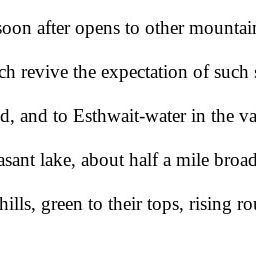 soon after opens to other mountain
ch revive the expectation of such
d, and to Esthwait-water in the va
asant lake, about half a mile broad
hills, green to their tops, rising rou